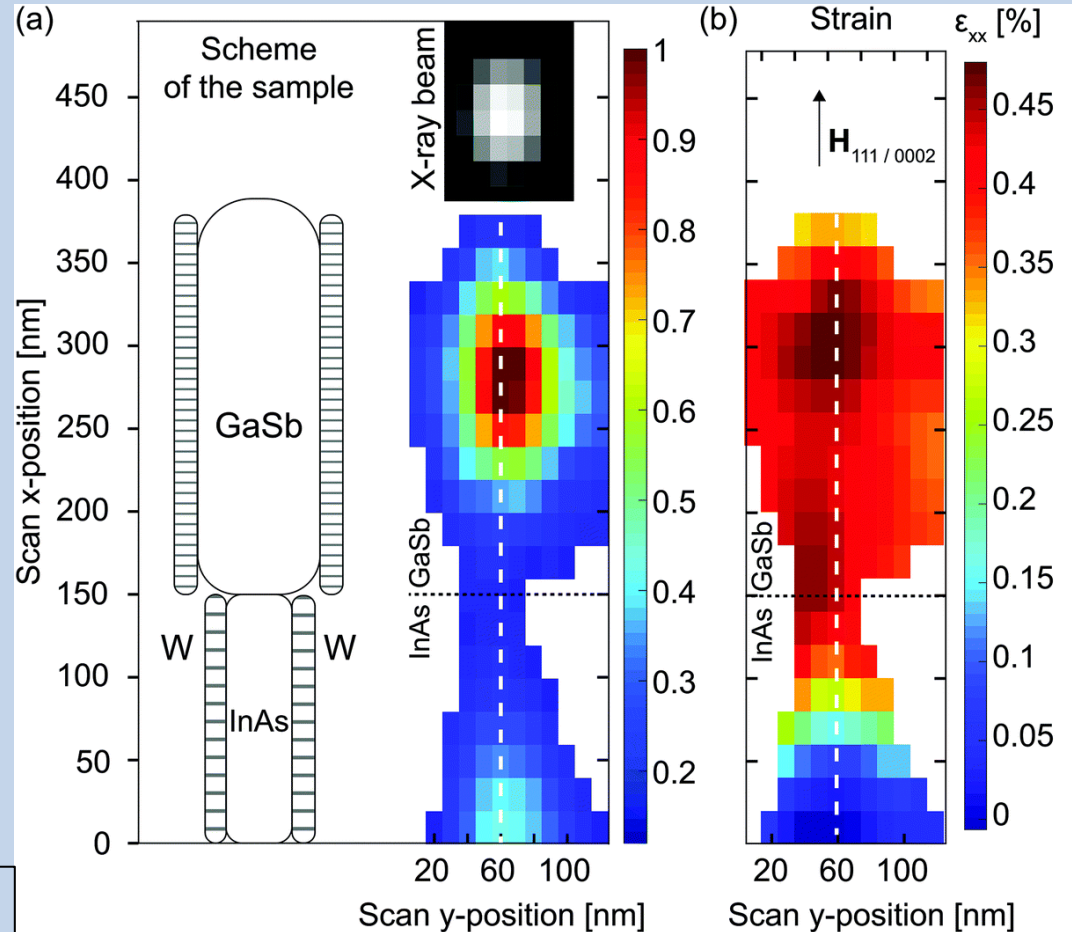 (a)
Scheme
of the sample
X-ray beam
(b)
Strain
εxx [%]
H111 / 0002
Scan x-position [nm]
450
400
350
300
250
200
150
100
50
0
GaSb
InAs
W
W
GaSb
InAs
1
0.9
0.8
0.7
0.6
0.5
0.4
0.3
0.2
GaSb
InAs
0.45
0.4
0.35
0.3
0.25
0.2
0.15
0.1
0.05
0
20 60 100
20 60 100
Scan y-position [nm]
Scan y-position [nm]